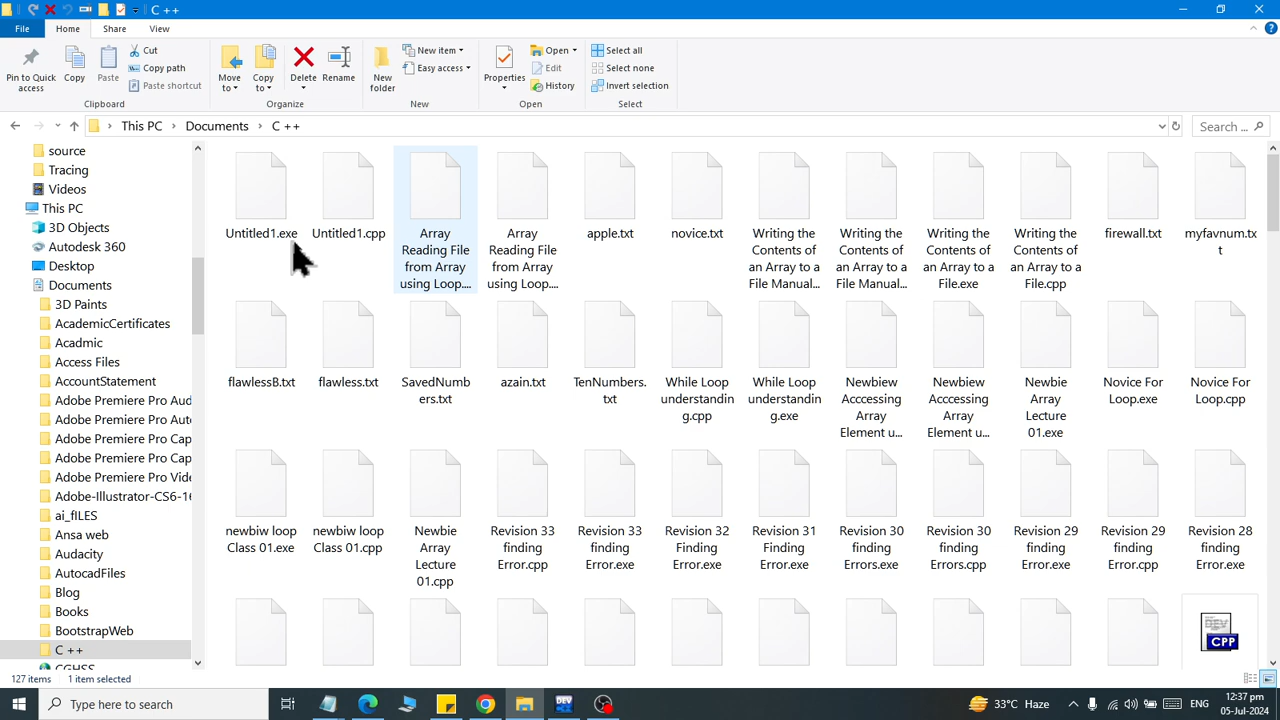 C ++
File
Home
Share
View
Pin to Quick
access
Copy
Paste
Cut
Copy path
Paste shortcut
Clipboard
Move
to
Copy
to
Delete
Rename
Organize
New
folder
New item
Easy access
New
Properties
Open
Edit
History
Open
Select all
Select none
Invert selection
Select
This PC
Documents
C ++
Search ...
source
Tracing
Videos
This PC
3D Objects
Autodesk 360
Desktop
Documents
3D Paints
AcademicCertificates
Acadmic
Access Files
AccountStatement
Adobe Premiere Pro Aud
Adobe Premiere Pro Aut
Adobe Premiere Pro Cap
Adobe Premiere Pro Cap
Adobe Premiere Pro Vide
Adobe-Illustrator-CS6-16
ai_fILES
Ansa web
Audacity
AutocadFiles
Blog
Books
BootstrapWeb
C ++
CGHSS
Untitled1.exe
Untitled1.cpp
Array
Reading File
from Array
using Loop....
Array
Reading File
from Array
using Loop....
apple.txt
novice.txt
Writing the
Contents of
an Array to a
File Manual...
Writing the
Contents of
an Array to a
File Manual...
Writing the
Contents of
an Array to a
File.exe
Writing the
Contents of
an Array to a
File.cpp
firewall.txt
myfavnum.tx
t
flawlessB.txt
flawless.txt
SavedNumb
ers.txt
azain.txt
TenNumbers.
txt
While Loop
understandin
g.cpp
While Loop
understandin
g.exe
Newbiew
Acccessing
Array
Element u...
Newbiew
Acccessing
Array
Element u...
Newbie
Array
Lecture
01.exe
Novice For
Loop.exe
Novice For
Loop.cpp
newbiw loop
Class 01.exe
newbiw loop
Class 01.cpp
Newbie
Array
Lecture
01.cpp
Revision 33
finding
Error.cpp
Revision 33
finding
Error.exe
Revision 32
Finding
Error.exe
Revision 31
Finding
Error.exe
Revision 30
finding
Errors.exe
Revision 30
finding
Errors.cpp
Revision 29
finding
Error.exe
Revision 29
finding
Error.cpp
Revision 28
finding
Error.exe
CPP
127 items
1 item selected
Type here to search
DEV
33°C Haze
ENG
12:37 pm
05-Jul-2024